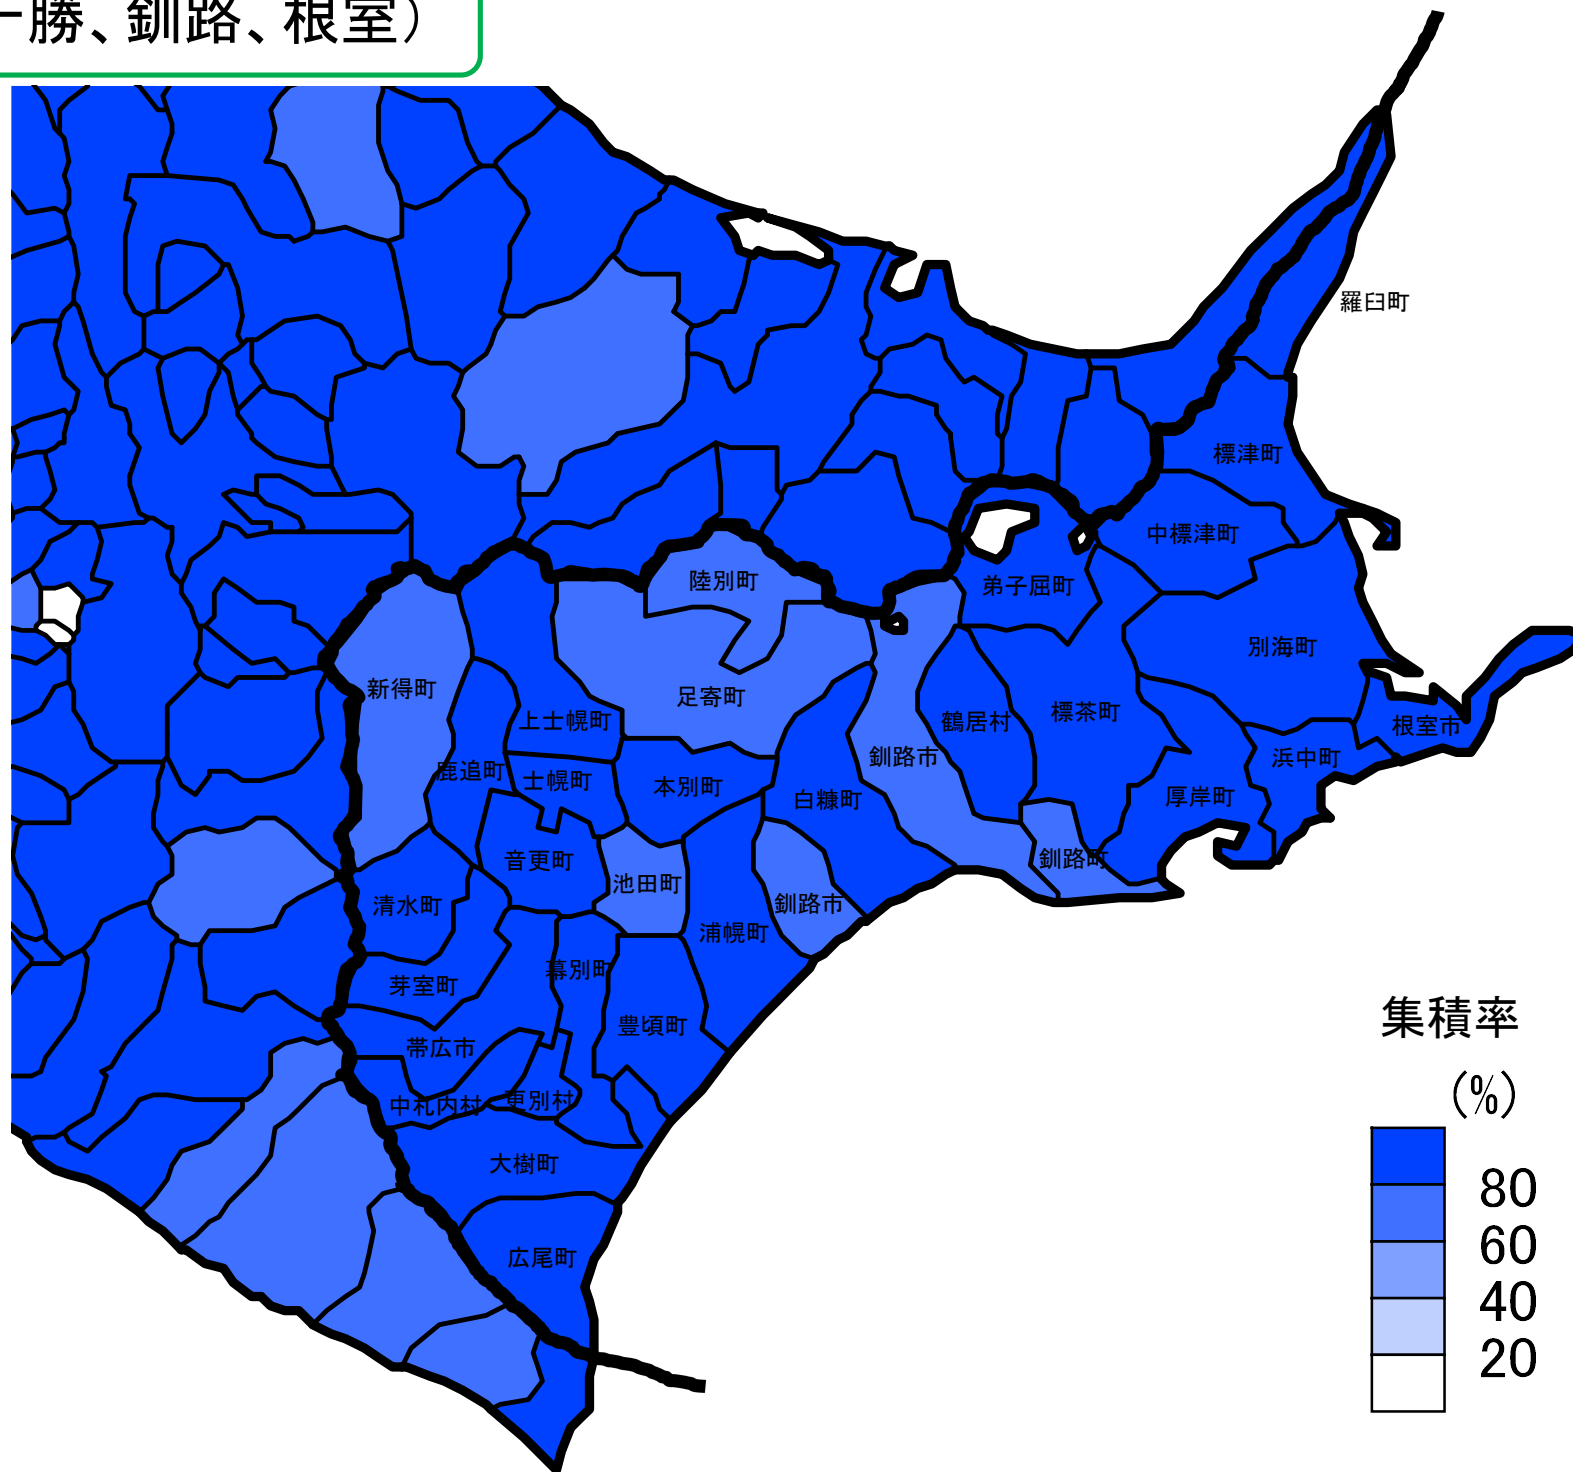 勝、釧路、根室）
羅臼町
標津町
中標津町
陸別町
弟子屈町
別海町
新得町
足寄町
標茶町
上士幌町
鶴居村
根室市
釧路市
浜中町
鹿追町
士幌町
本別町
白糠町
厚岸町
音更町
釧路町
池田町
清水町
釧路市
浦幌町
幕別町
芽室町
豊頃町
帯広市
中札内村
更別村
大樹町
広尾町
集積率
(%)
80
60
40
20